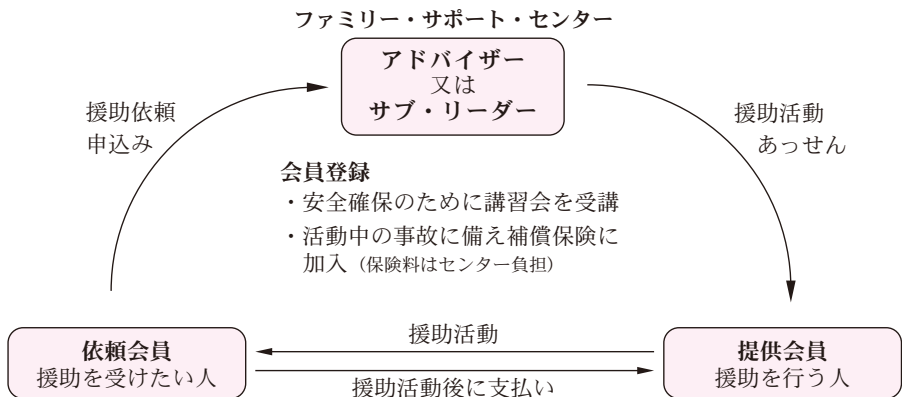 ファミリー・サポート・センター
アドバイザー
又は
サブ・リーダー
援助依頼
申込み
援助活動
あっせん
会員登録
・安全確保のために講習会を受講
・活動中の事故に備え補償保険に
加入（保険料はセンター負担）
援助活動
依頼会員
援助を受けたい人
提供会員
援助を行う人
援助活動後に支払い